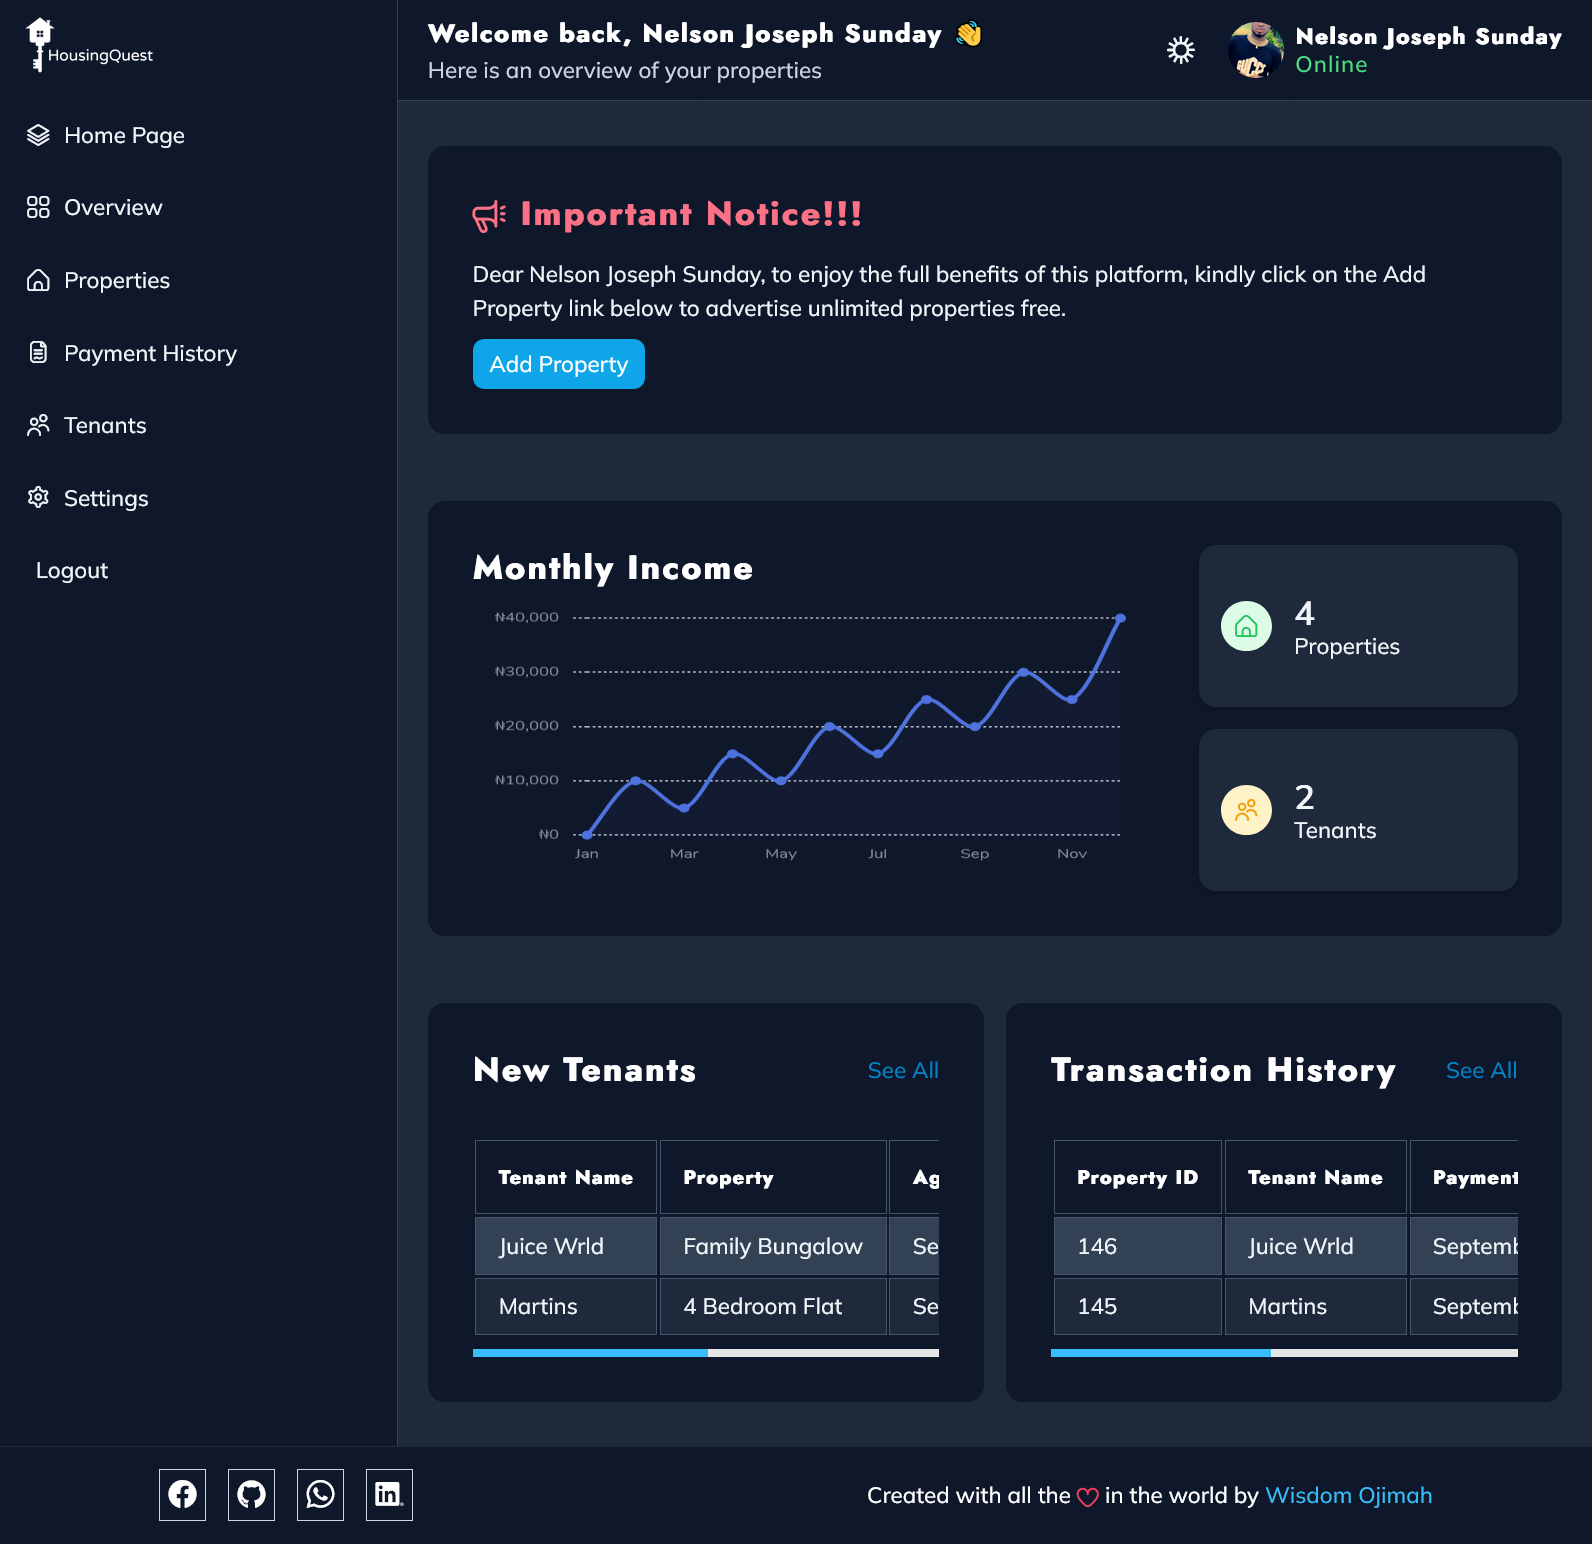 HousingQuest
Home Page
Overview
Properties
Payment History
Tenants
Settings
Logout
Welcome back, Nelson Joseph Sunday 👋
Here is an overview of your properties
Nelson Joseph Sunday
Online
Important Notice!!!
Dear Nelson Joseph Sunday, to enjoy the full benefits of this platform, kindly click on the Add
Property link below to advertise unlimited properties free.
Add Property
Monthly Income
₦40,000
₦30,000
₦20,000
₦10,000
₦0
Jan Mar May Jul Sep Nov
4
Properties
2
Tenants
New Tenants See All
Tenant Name Property Ag
Juice Wrld Family Bungalow Se
Martins 4 Bedroom Flat Se
Transaction History See All
Property ID Tenant Name Payment
146 Juice Wrld Septemb
145 Martins Septemb
Created with all the in the world by Wisdom Ojimah